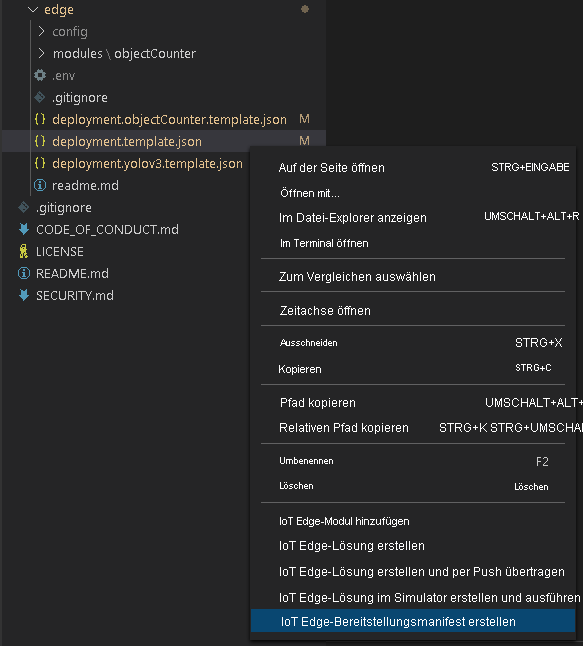 edge
config
modules \ objectCounter
.env
.gitignore
deployment.objectCounter.template.json M
deployment.template.json M
deployment.yolov3.template.json
readme.md
.gitignore
CODE_OF_CONDUCT.md
LICENSE
README.md
SECURITY.md
Auf der Seite öffnen STRG+EINGABE
Öffnen mit...
Im Datei-Explorer anzeigen UMSCHALT+ALT+R
Im Terminal öffnen
Zum Vergleichen auswählen
Zeitachse öffnen
Ausschneiden STRG+X
Kopieren STRG+C
Pfad kopieren UMSCHALT+ALT+
Relativen Pfad kopieren STRG+K STRG+UMSCHA
Umbenennen F2
Löschen Löschen
IoT Edge-Modul hinzufügen
IoT Edge-Lösung erstellen
IoT Edge-Lösung erstellen und per Push übertragen
IoT Edge-Lösung im Simulator erstellen und ausführen
IoT Edge-Bereitstellungsmanifest erstellen